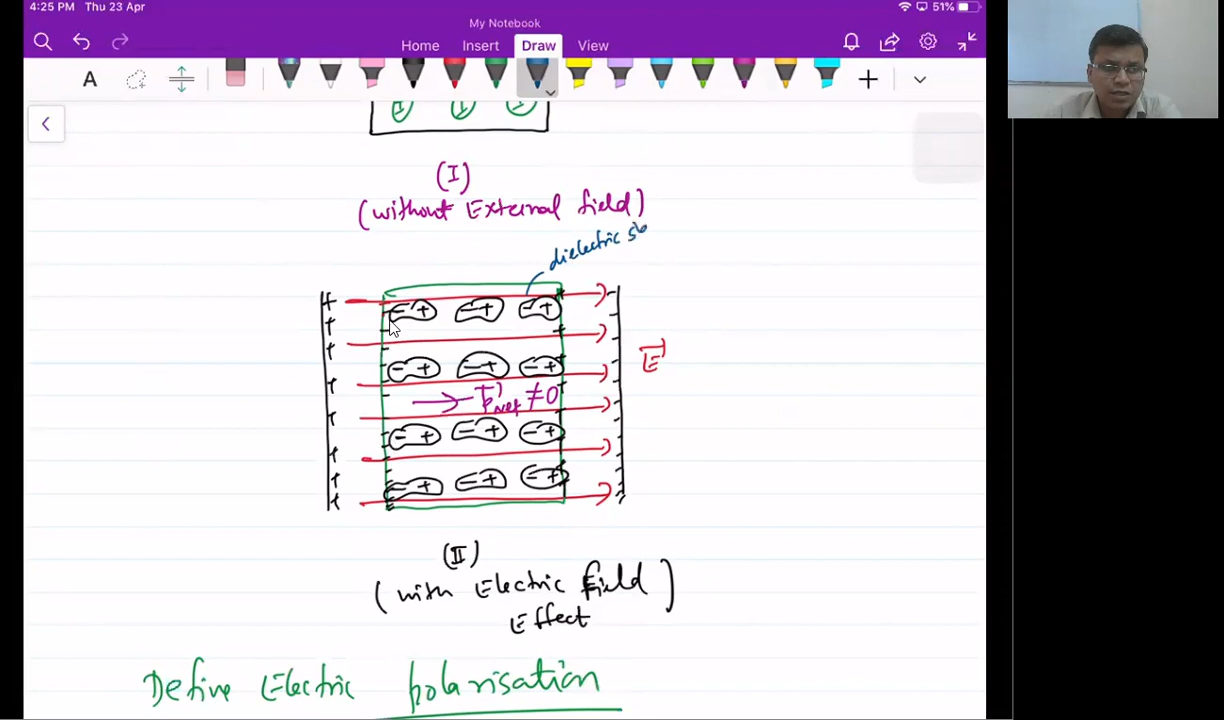 4:25 PM Thu 23 Apr
51%
My Notebook
Home Insert Draw View
A
(I)
(without External field)
dielectric
+ - + - + - + -
+
+ E⃗
+ - + - + - +
→ P⃗net ≠ 0
+
+ - + - + - +
+
+ - + - + - +
(II)
(with Electric Field)
Effect
Define Electric polarisation